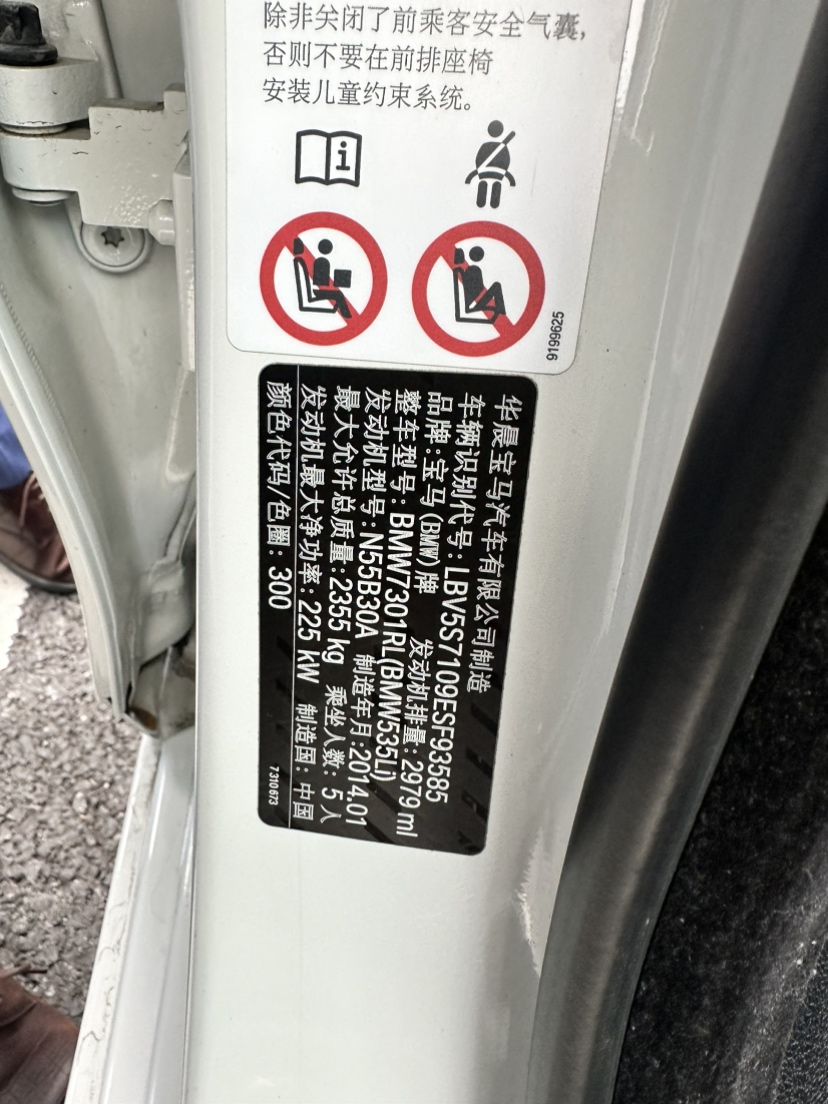 除非关闭了前乘客安全气囊，
否则不要在前排座椅
安装儿童约束系统。
9199625
华晨宝马汽车有限公司制造
车辆识别代号：LBV5S7109ESF93585
品牌：宝马(BMW)牌 发动机排量：2979 ml
整车型号：BMW7301RL(BMW535Li)
发动机型号：N55B30A 制造年月：2014.01
最大允许总质量：2355 kg 乘坐人数：5人
发动机最大净功率：225 kW 制造国：中国
颜色代码/色圈：300
7310673